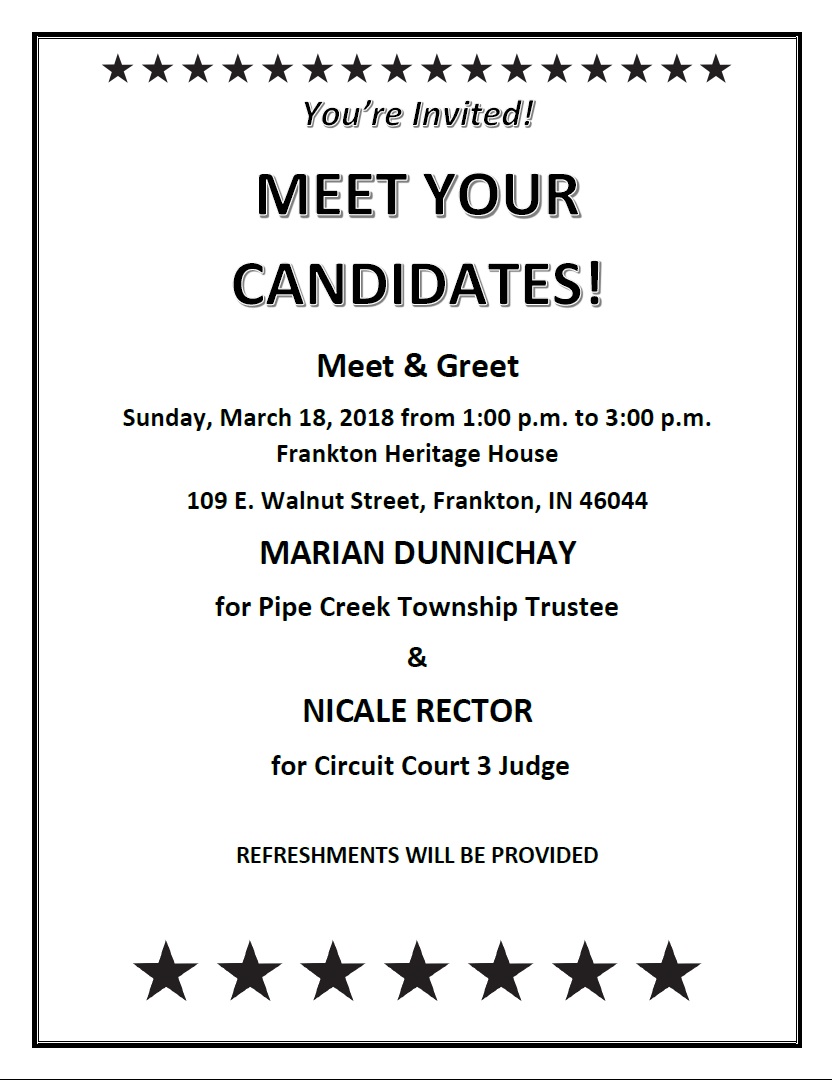 You're Invited!
MEET YOUR
CANDIDATES!
Meet & Greet
Sunday, March 18, 2018 from 1:00 p.m. to 3:00 p.m.
Frankton Heritage House
109 E. Walnut Street, Frankton, IN 46044
MARIAN DUNNICHAY
for Pipe Creek Township Trustee
&
NICALE RECTOR
for Circuit Court 3 Judge
REFRESHMENTS WILL BE PROVIDED